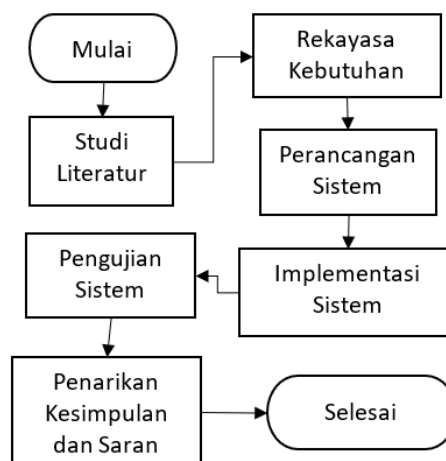 Mulai
Studi
Literatur
Rekayasa
Kebutuhan
Perancangan
Sistem
Implementasi
Sistem
Pengujian
Sistem
Penarikan
Kesimpulan
dan Saran
Selesai